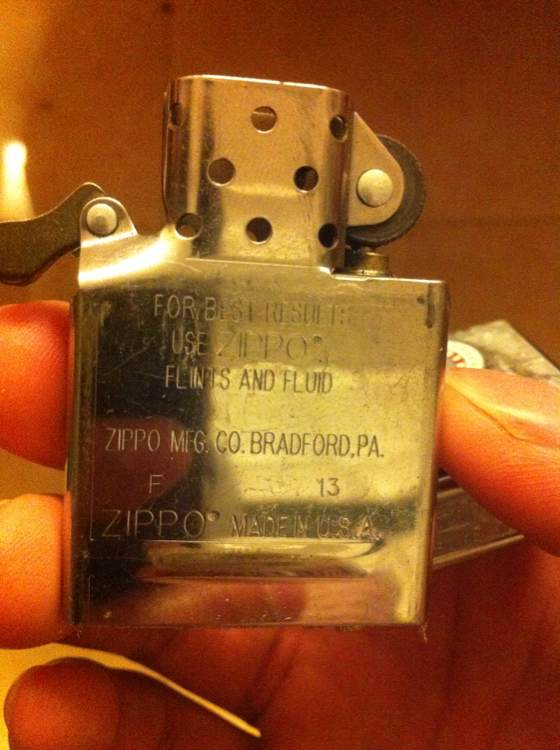 FOR BEST RESULTS
USE ZIPPO®
FLINTS AND FLUID
ZIPPO MFG. CO. BRADFORD, PA.
F 13
ZIPPO® MADE IN U.S.A.